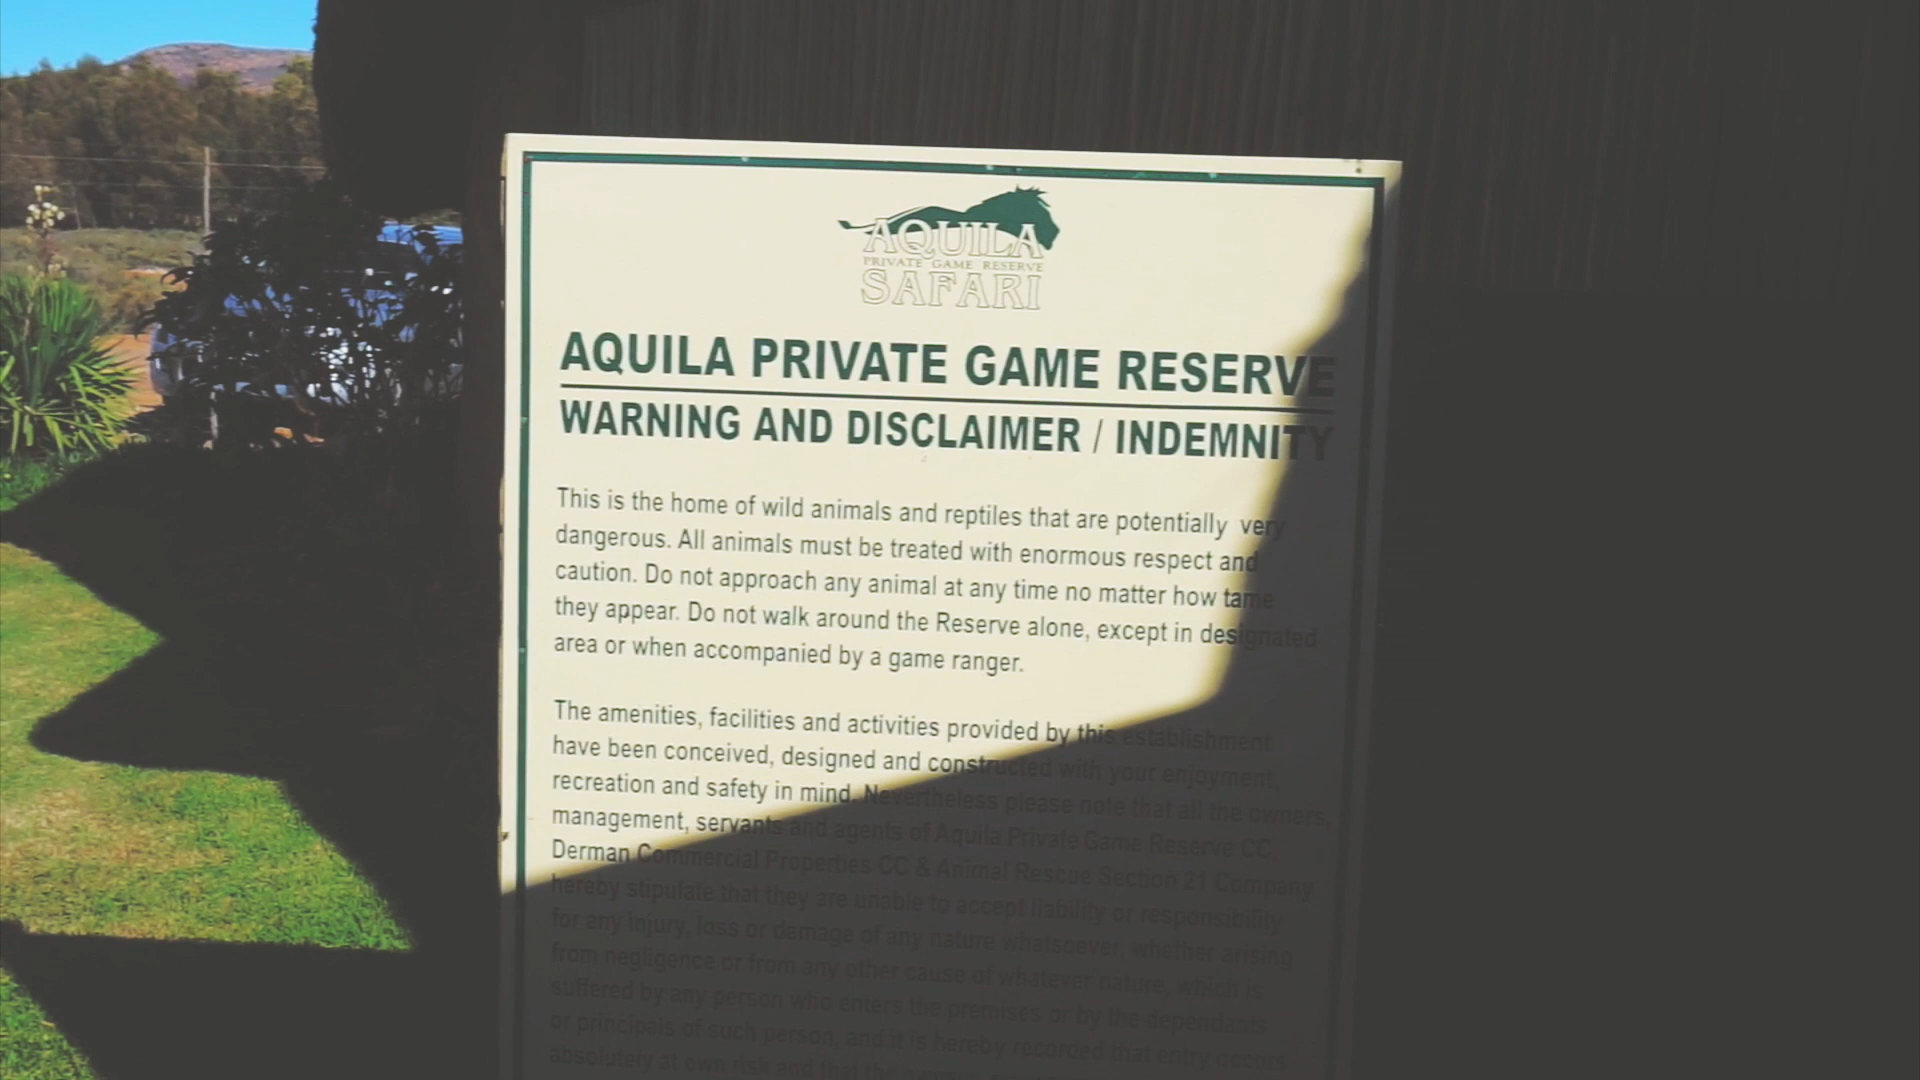 AQUILA
PRIVATE GAME RESERVE
SAFARI
AQUILA PRIVATE GAME RESERVE
WARNING AND DISCLAIMER / INDEMNITY
This is the home of wild animals and reptiles that are potentially very
dangerous. All animals must be treated with enormous respect and
caution. Do not approach any animal at any time no matter how tame
they appear. Do not walk around the Reserve alone, except in designated
area or when accompanied by a game ranger.
The amenities, facilities and activities provided by this establishment
have been conceived, designed and constructed with your enjoyment,
recreation and safety in mind. Nevertheless please note that all the owners,
management, servants and agents of Aquila Private Game Reserve CC,
Derman Commercial Properties CC & Animal Rescue Section 21 Company
hereby stipulate that they are unable to accept liability or responsibility
for any injury, loss or damage of any nature whatsoever, whether arising
from negligence or from any other cause of whatever nature, which is
suffered by any person who enters the premises or by the dependants
or principals of such person, and it is hereby recorded that entry occurs
absolutely at own risk and that the owners,